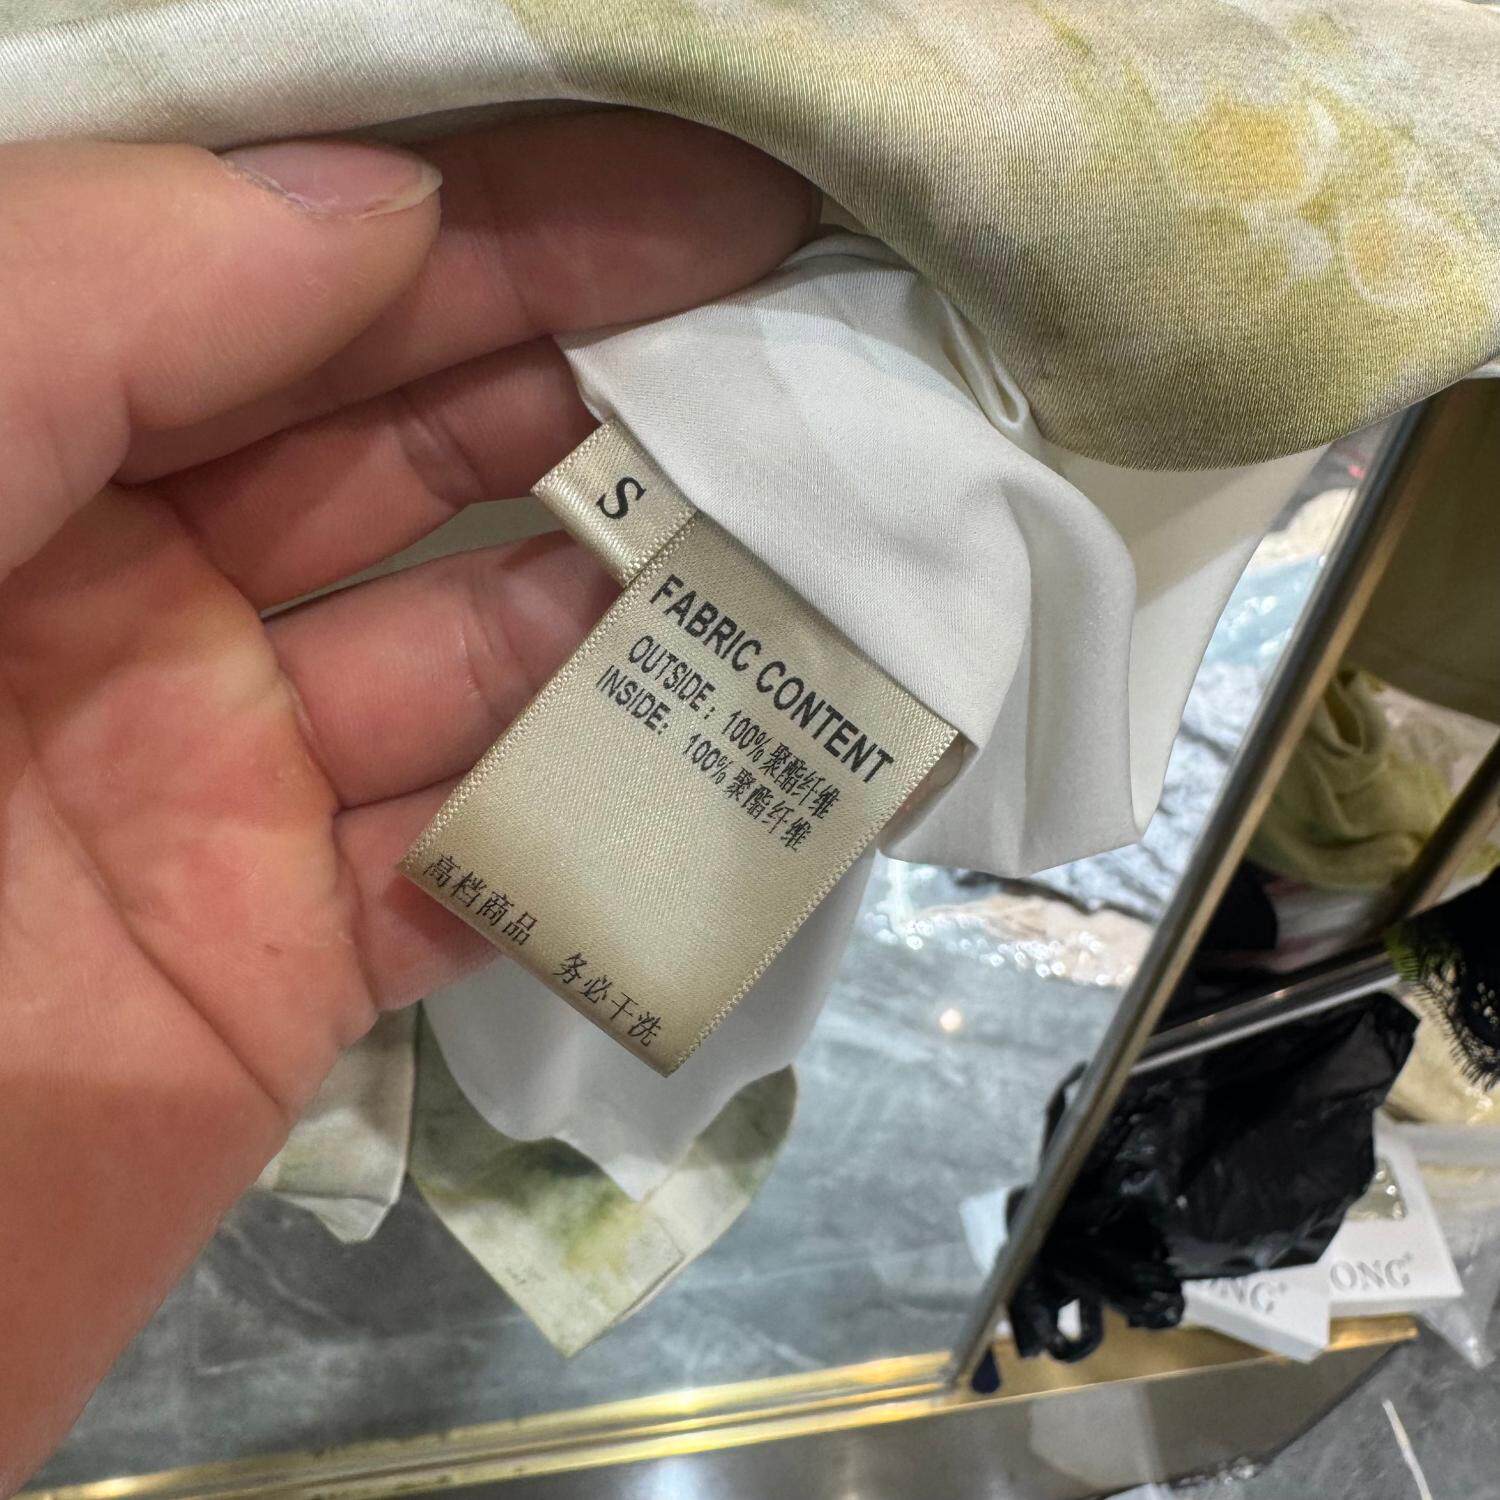 S
FABRIC CONTENT
OUTSIDE: 100%聚酯纤维
INSIDE: 100%聚酯纤维
高档商品 务必干洗
ONG